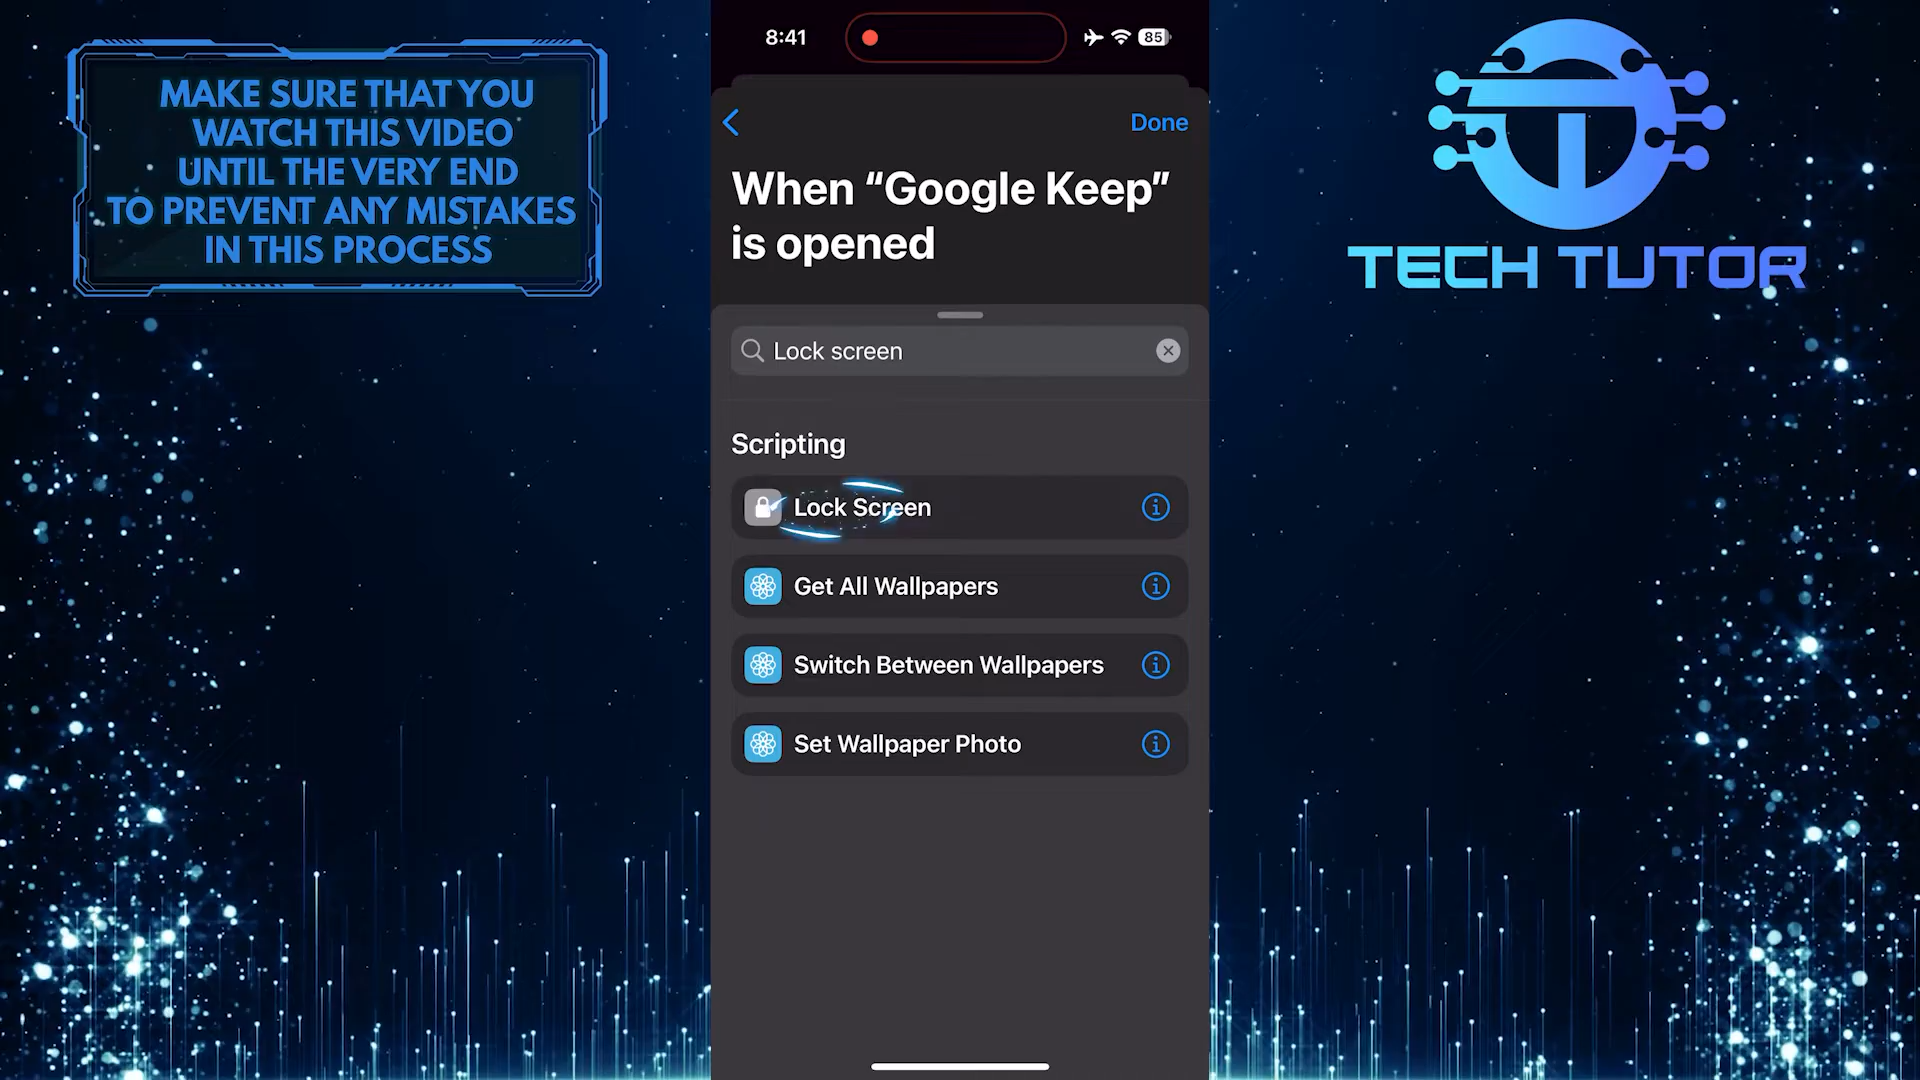 MAKE SURE THAT YOU
WATCH THIS VIDEO
UNTIL THE VERY END
TO PREVENT ANY MISTAKES
IN THIS PROCESS
8:41
85
Done
When “Google Keep”
is opened
Lock screen
Scripting
Lock Screen
Get All Wallpapers
Switch Between Wallpapers
Set Wallpaper Photo
TECH TUTOR